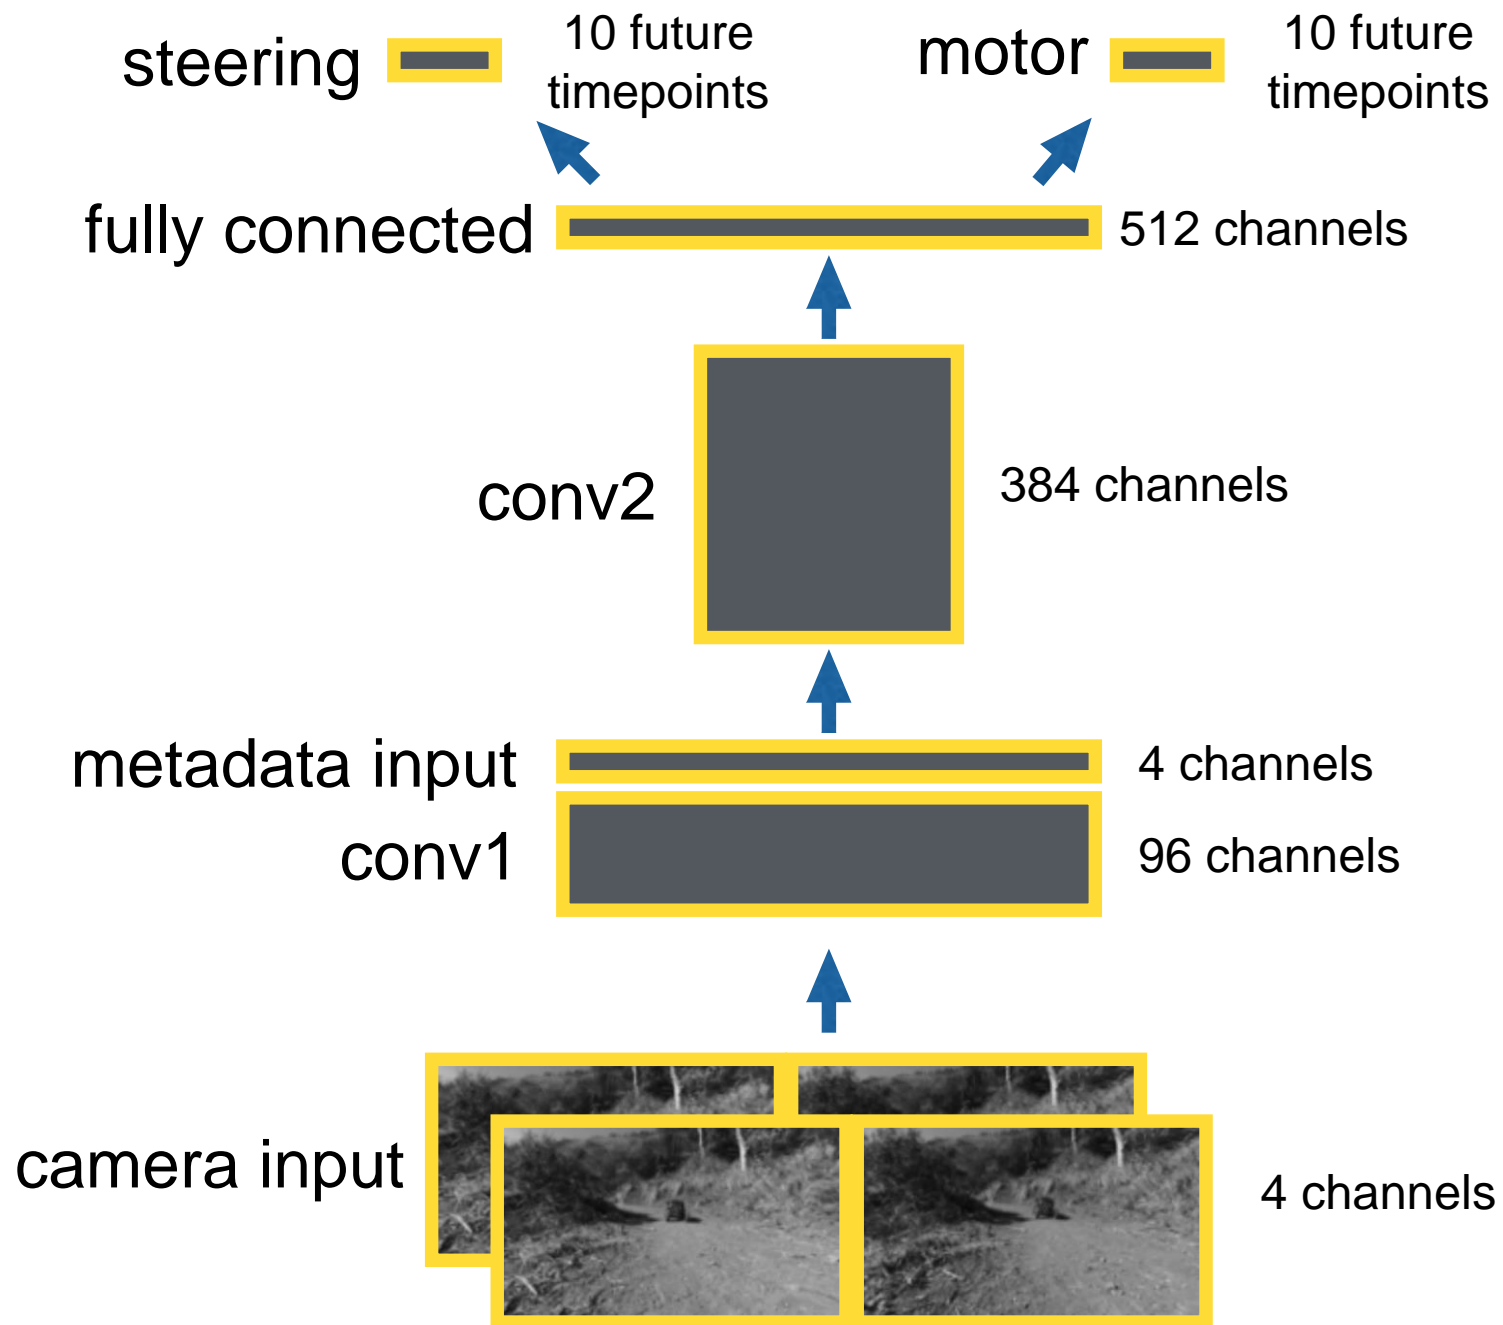 steering
10 future
timepoints
motor
10 future
timepoints
fully connected
512 channels
conv2
384 channels
metadata input
4 channels
conv1
96 channels
camera input
4 channels